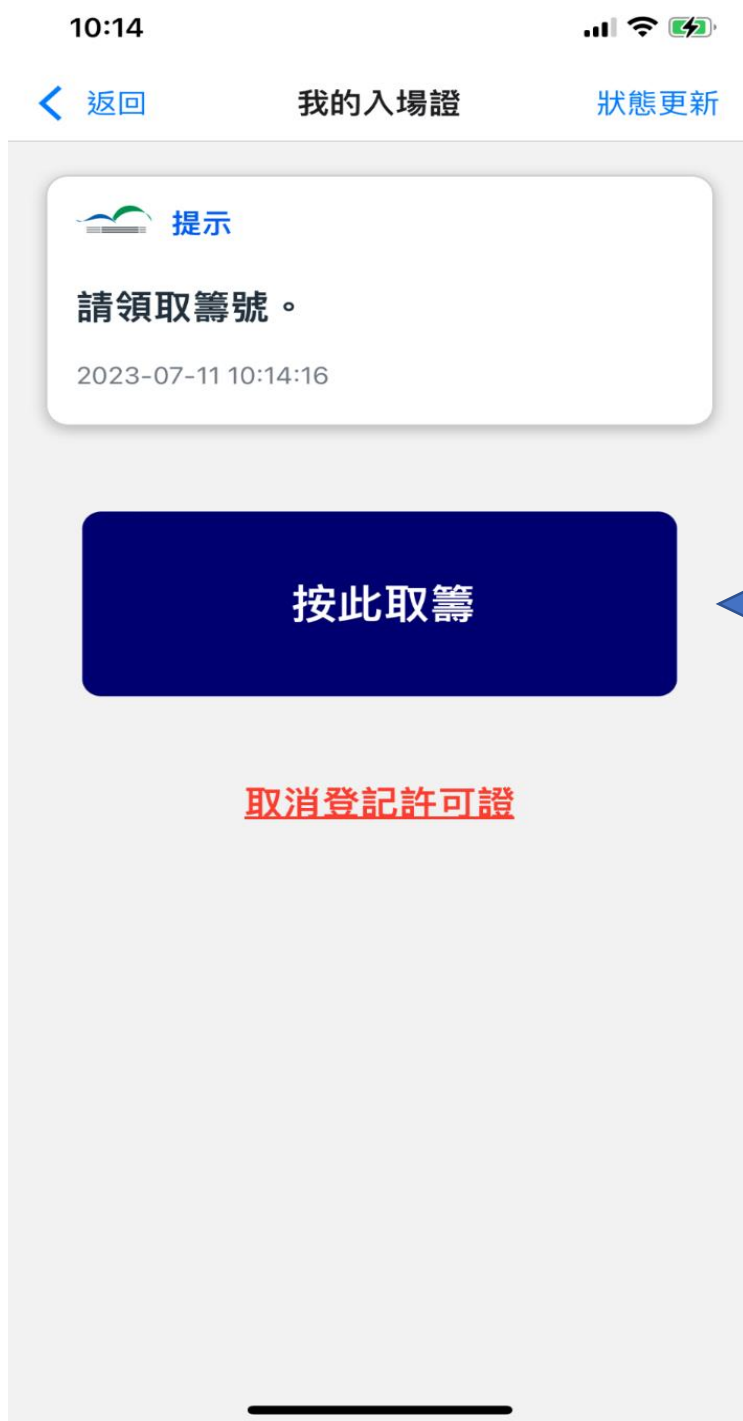 10:14
返回 我的入場證 狀態更新
提示
請領取籌號。
2023-07-11 10:14:16
按此取籌
取消登記許可證